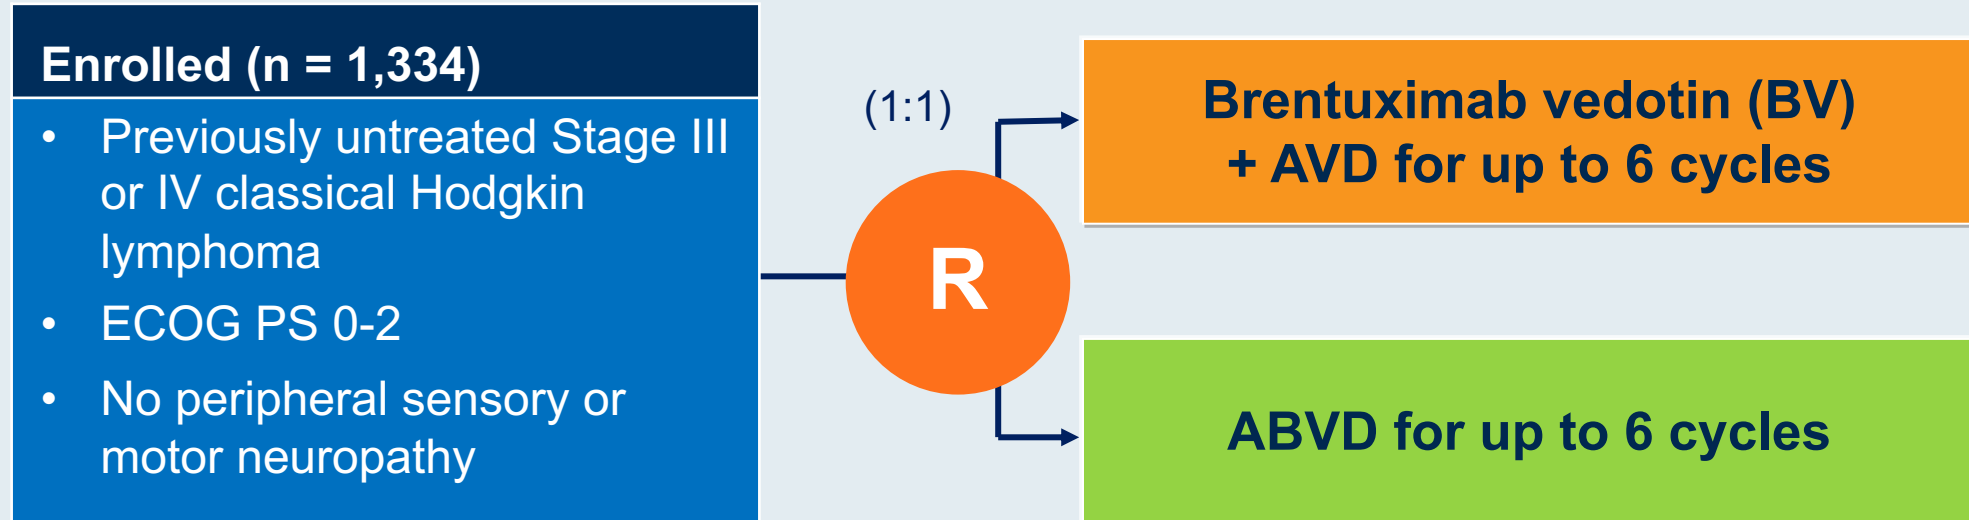 Enrolled (n = 1,334)
• Previously untreated Stage III
or IV classical Hodgkin
lymphoma
• ECOG PS 0-2
• No peripheral sensory or
motor neuropathy
(1:1)
R
Brentuximab vedotin (BV)
+ AVD for up to 6 cycles
ABVD for up to 6 cycles